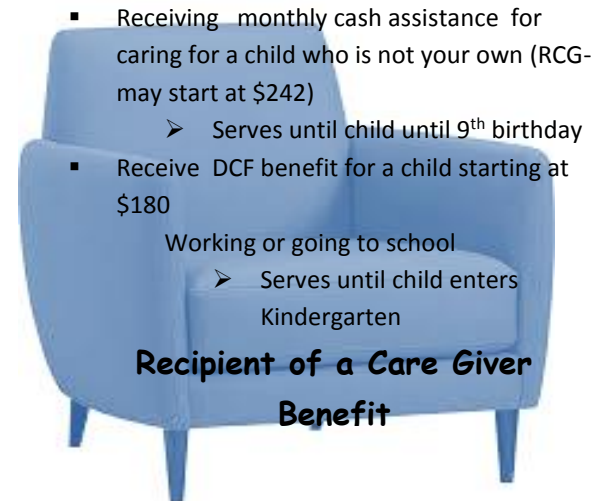 ▪ Receiving monthly cash assistance for
caring for a child who is not your own (RCG-
may start at $242)
➢ Serves until child until 9th birthday
▪ Receive DCF benefit for a child starting at
$180
Working or going to school
➢ Serves until child enters
Kindergarten
Recipient of a Care Giver
Benefit